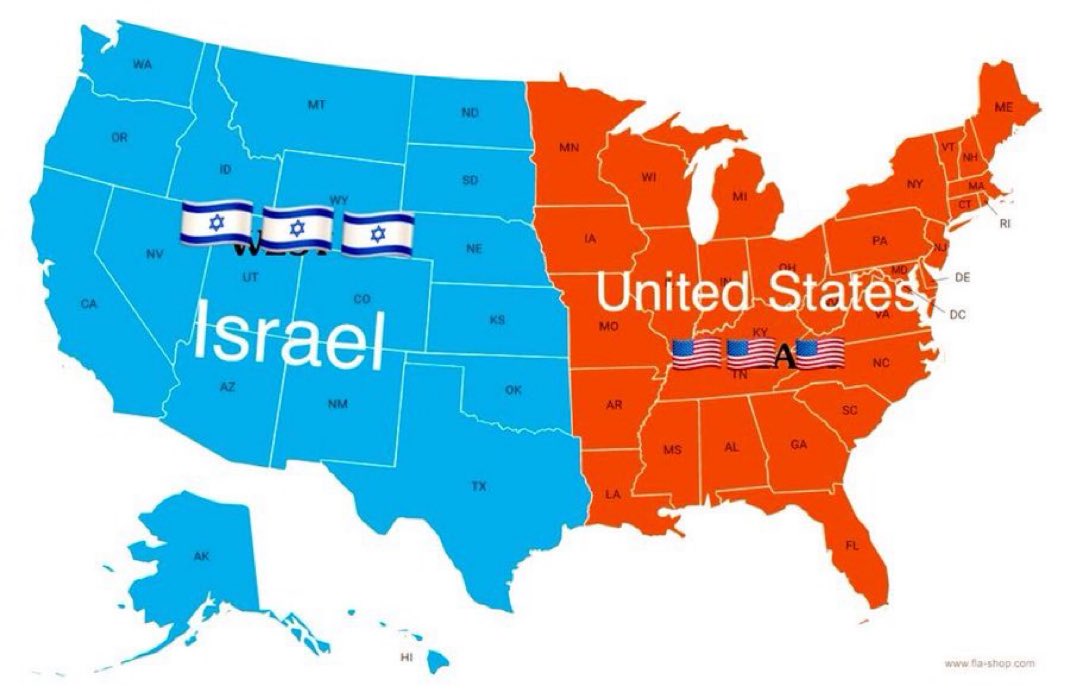 WA
MT
ND
MN
ME
OR
ID
SD
WI
MI
VT
NH
NY
MA
CT
RI
WY
NV
UT
CO
NE
IA
PA
NJ
OH
IN
MD
DE
DC
CA
Israel
United States
KS
MO
KY
VA
AZ
NM
OK
AR
TN
A
NC
SC
TX
MS
AL
GA
LA
FL
AK
HI
www.fla-shop.com